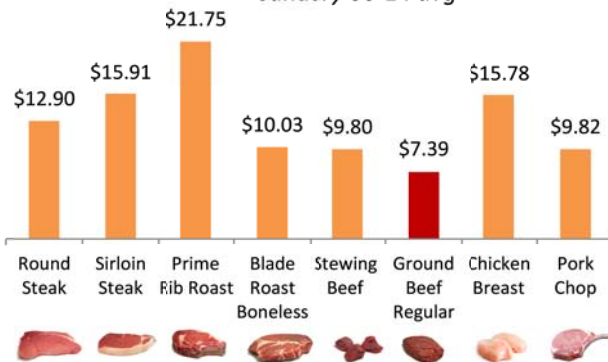 $21.75
$15.91
$15.78
$12.90
$10.03
$9.80
$9.82
$7.39
Round Steak
Sirloin Steak
Prime Rib Roast
Blade Roast Boneless
Stewing Beef
Ground Beef Regular
Chicken Breast
Pork Chop